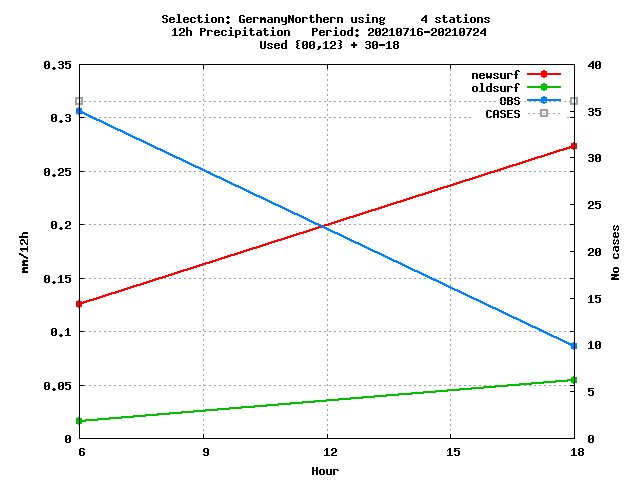 Selection: GermanyNorthern using     4 stations
12h Precipitation   Period: 20210716-20210724
Used {00,12} + 30-18
0.35
0.3
0.25
0.2
0.15
0.1
0.05
0
mm/12h
newsurf
oldsurf
OBS
CASES
40
35
30
25
20
15
10
5
0
No cases
6 9 12 15 18
Hour